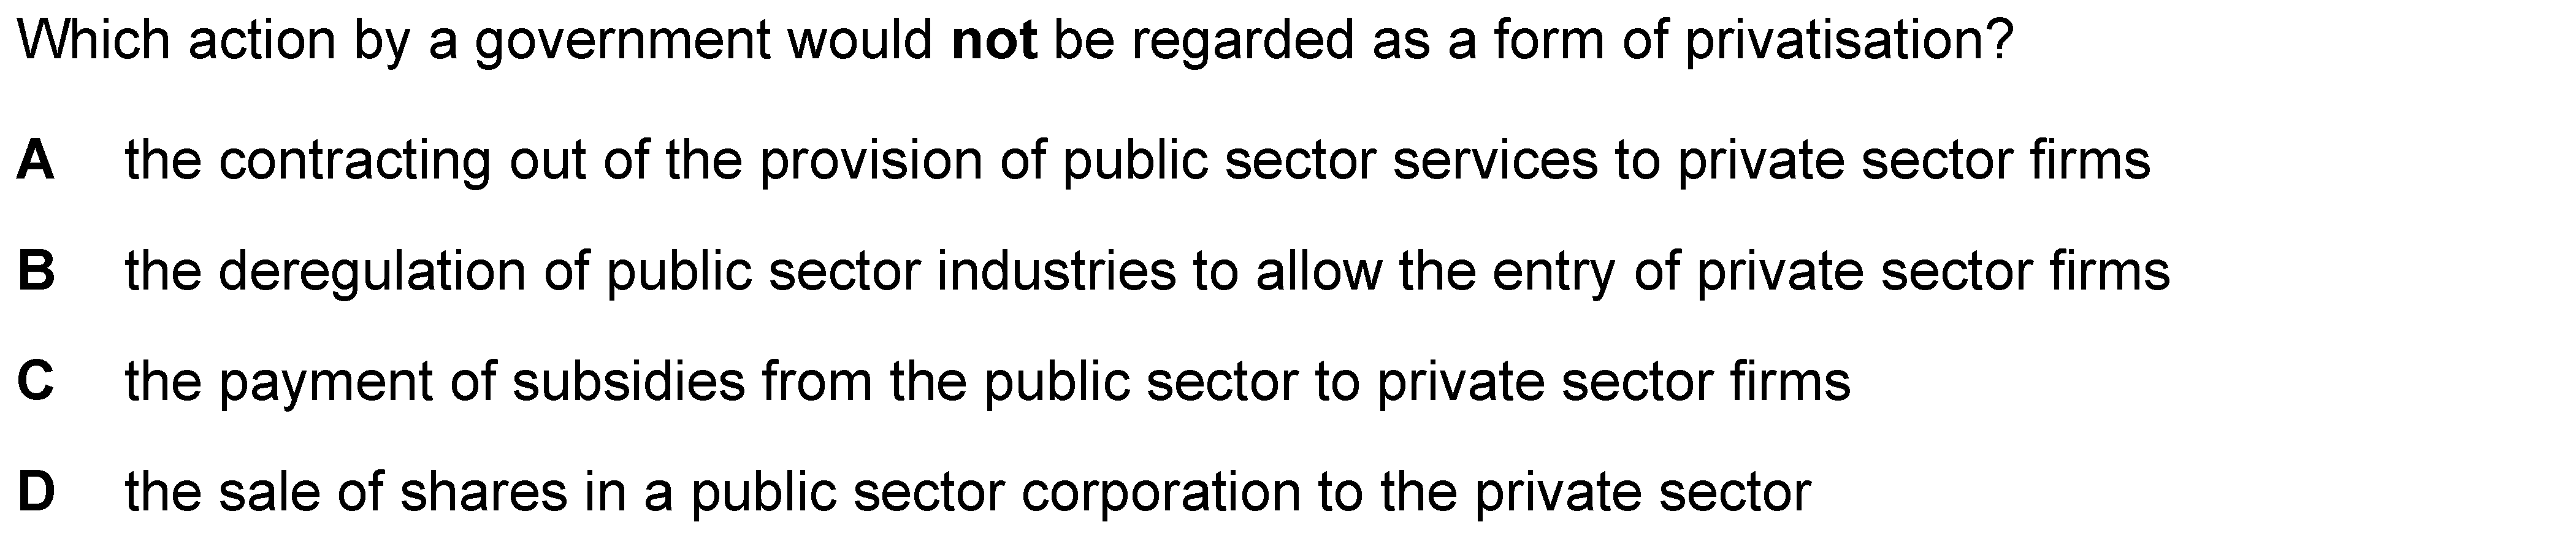 Which action by a government would not be regarded as a form of privatisation?
A the contracting out of the provision of public sector services to private sector firms
B the deregulation of public sector industries to allow the entry of private sector firms
C the payment of subsidies from the public sector to private sector firms
D the sale of shares in a public sector corporation to the private sector